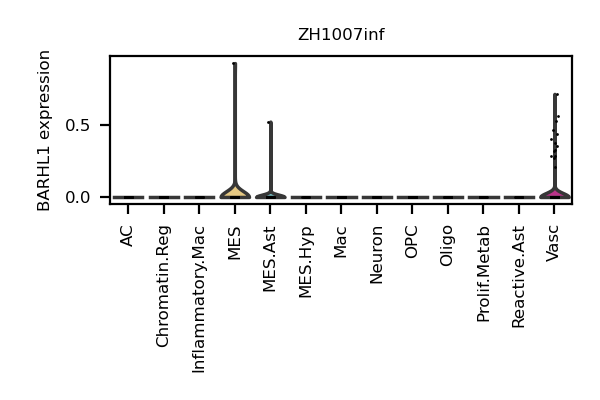 ZH1007inf
BARHL1 expression
0.5
0.0
AC
Chromatin.Reg
Inflammatory.Mac
MES
MES.Ast
MES.Hyp
Mac
Neuron
OPC
Oligo
Prolif.Metab
Reactive.Ast
Vasc